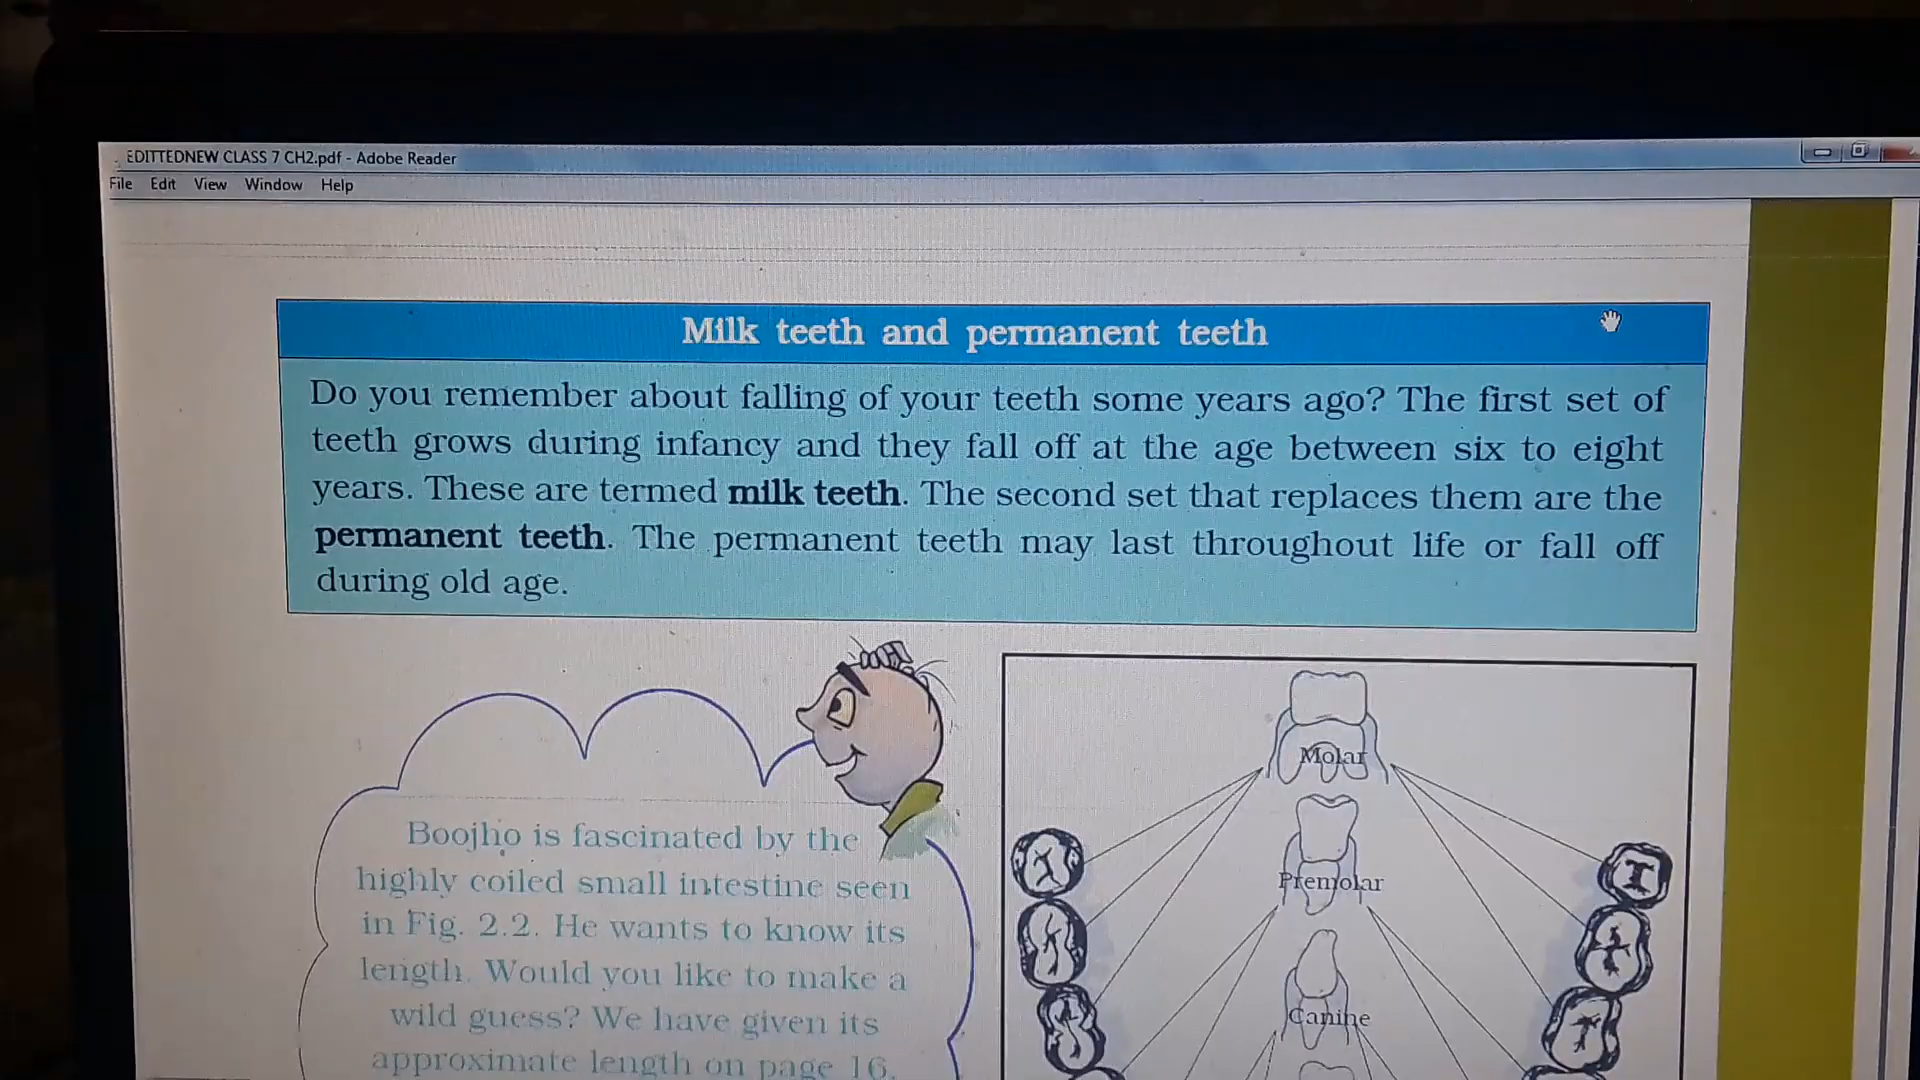 EDITTEDNEW CLASS 7 CH2.pdf - Adobe Reader
File Edit View Window Help
Milk teeth and permanent teeth
Do you remember about falling of your teeth some years ago? The first set of
teeth grows during infancy and they fall off at the age between six to eight
years. These are termed milk teeth. The second set that replaces them are the
permanent teeth. The permanent teeth may last throughout life or fall off
during old age.
Boojho is fascinated by the
highly coiled small intestine seen
in Fig. 2.2. He wants to know its
length. Would you like to make a
wild guess? We have given its
approximate length on page 16.
Molar
Premolar
Canine